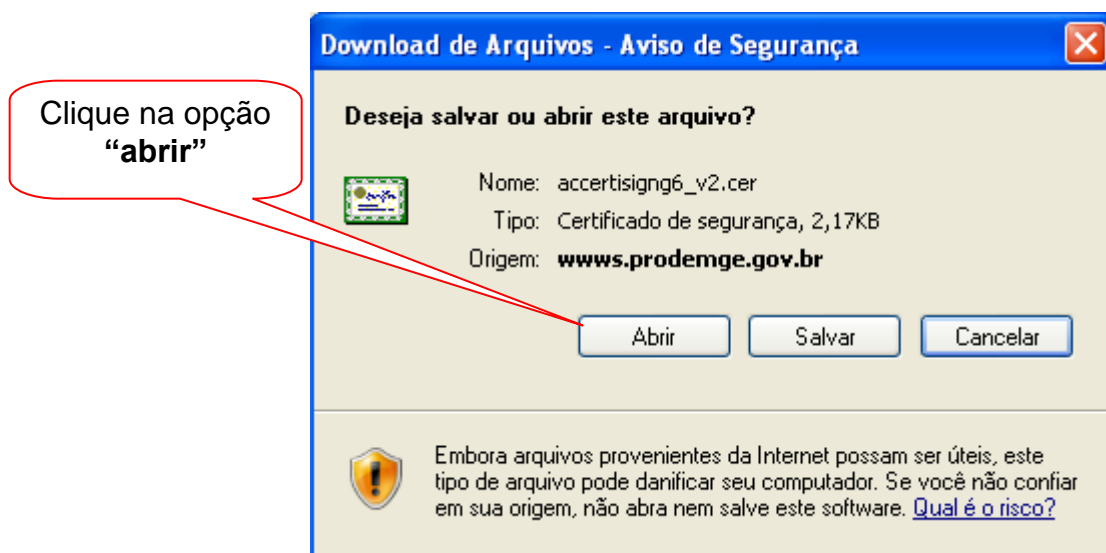 Download de Arquivos - Aviso de Segurança
Clique na opção
“abrir”
Deseja salvar ou abrir este arquivo?
Nome: accertisigng6_v2.cer
Tipo: Certificado de segurança, 2,17KB
Origem: wwws.prodemge.gov.br
Abrir Salvar Cancelar
Embora arquivos provenientes da Internet possam ser úteis, este
tipo de arquivo pode danificar seu computador. Se você não confiar
em sua origem, não abra nem salve este software. Qual é o risco?